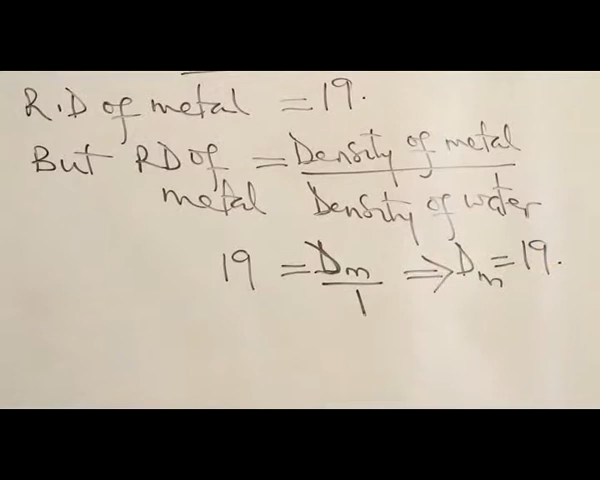 R.D of metal = 19.
But RD of metal = Density of metal / Density of water
19 = Dm / 1 ⇒ Dm = 19.